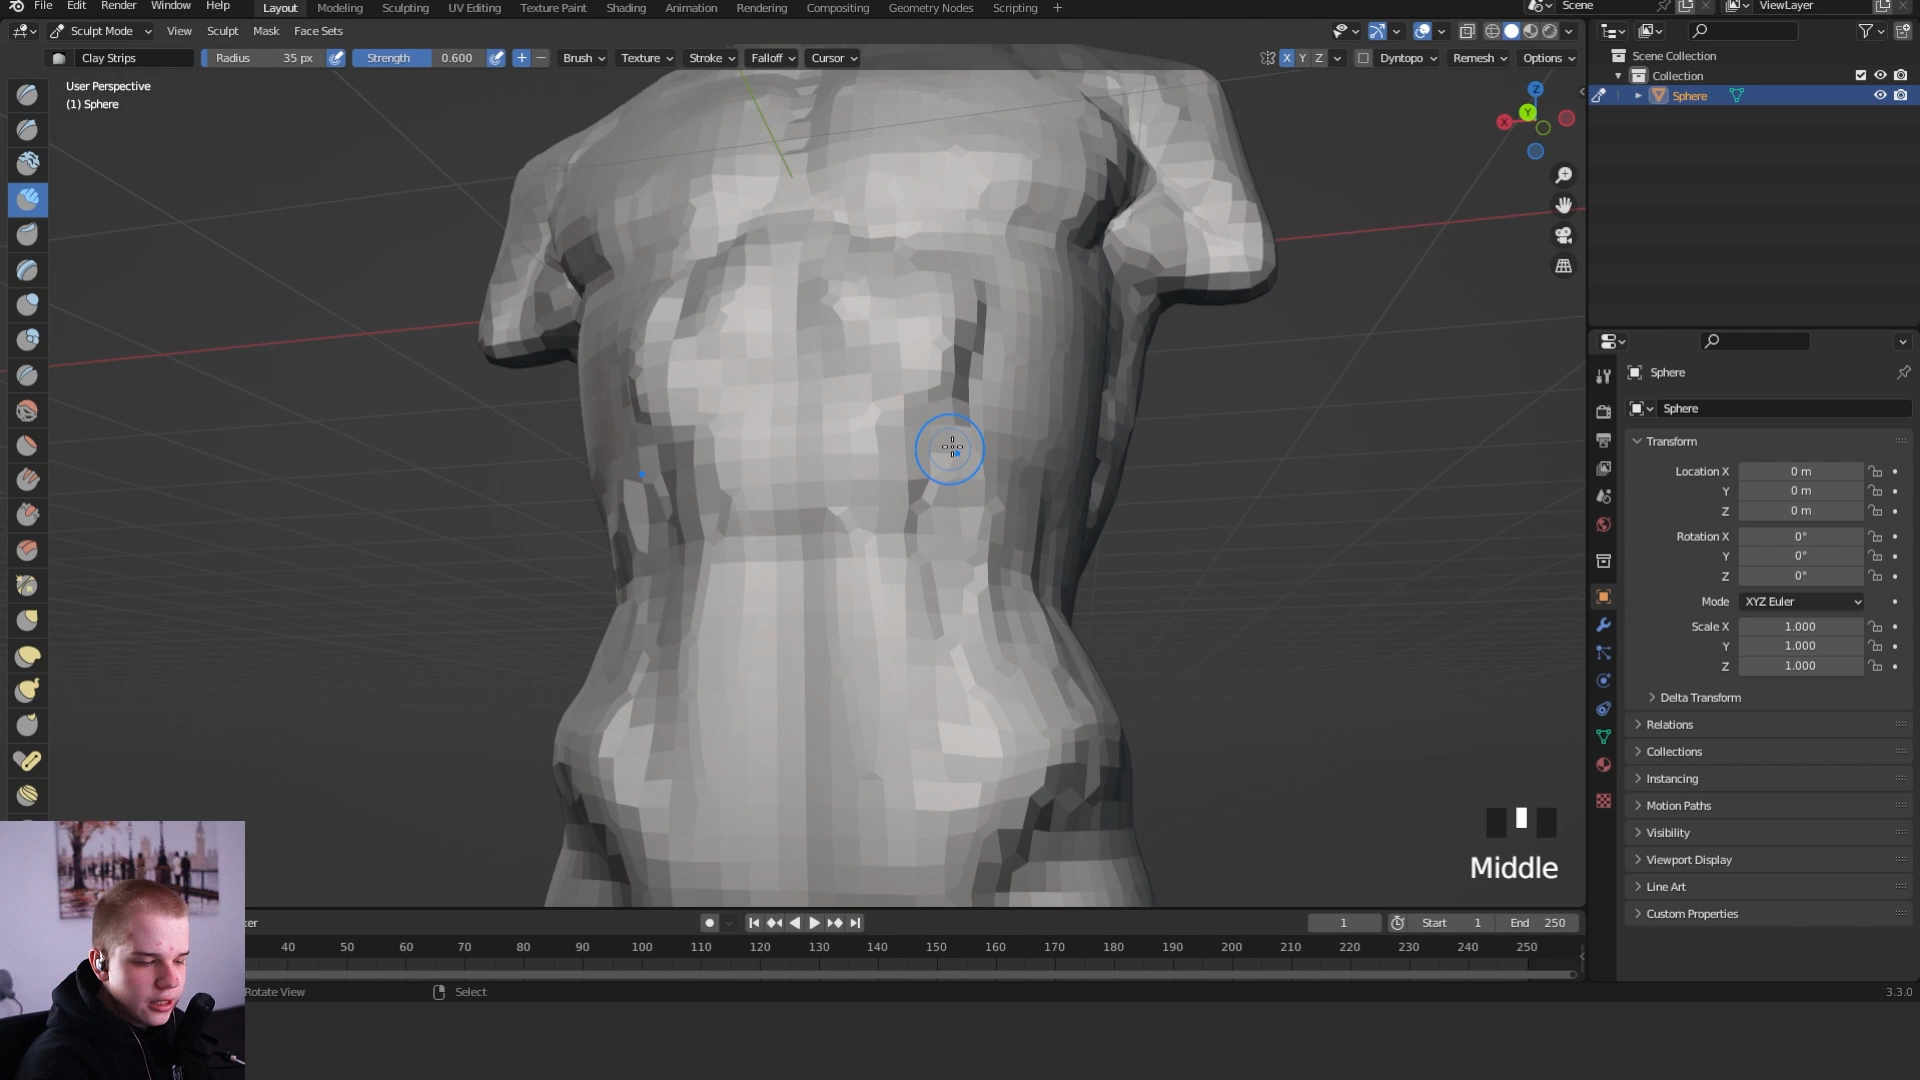 File Edit Render Window Help Layout Modeling Sculpting UV Editing Texture Paint Shading Animation Rendering Compositing Geometry Nodes Scripting + Scene ViewLayer
Sculpt Mode View Sculpt Mask Face Sets
Clay Strips Radius 35 px Strength 0.600 Brush Texture Stroke Falloff Cursor X Y Z Dyntopo Remesh Options
User Perspective
(1) Sphere
Z
Y
X
Scene Collection
Collection
Sphere
Sphere
Sphere
Transform
Location X 0 m
Y 0 m
Z 0 m
Rotation X 0°
Y 0°
Z 0°
Mode XYZ Euler
Scale X 1.000
Y 1.000
Z 1.000
Delta Transform
Relations
Collections
Instancing
Motion Paths
Visibility
Viewport Display
Line Art
Custom Properties
Middle
ker 1 Start 1 End 250
40 50 60 70 80 90 100 110 120 130 140 150 160 170 180 190 200 210 220 230 240 250
Rotate View Select 3.3.0